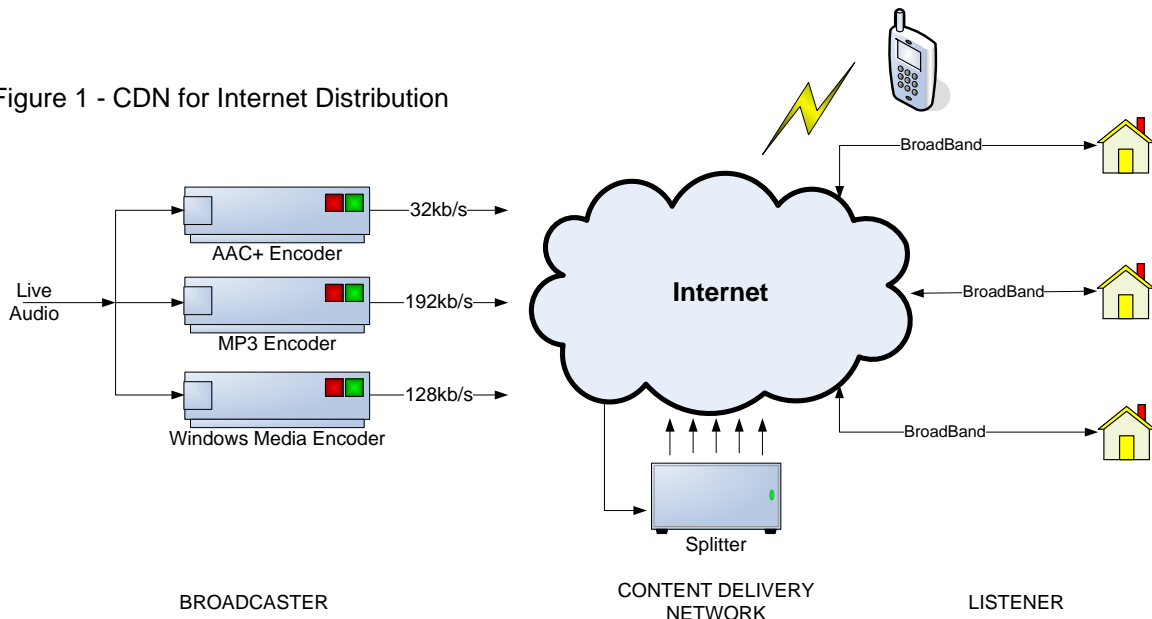 Figure 1 - CDN for Internet Distribution
BroadBand
32kb/s
AAC+ Encoder
Live
Audio
192kb/s
MP3 Encoder
Internet
BroadBand
128kb/s
Windows Media Encoder
BroadBand
Splitter
BROADCASTER
CONTENT DELIVERY
NETWORK
LISTENER